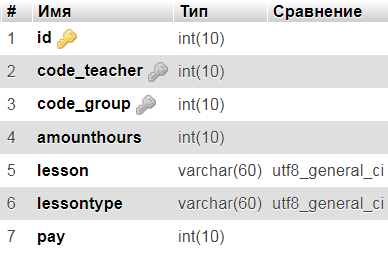 # Имя Тип Сравнение
1 id int(10)
2 code_teacher int(10)
3 code_group int(10)
4 amounthours int(10)
5 lesson varchar(60) utf8_general_ci
6 lessontype varchar(60) utf8_general_ci
7 pay int(10)